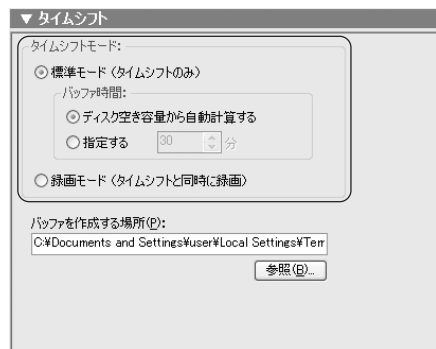 ▼ タイムシフト
タイムシフトモード:
標準モード（タイムシフトのみ）
バッファ時間:
ディスク空き容量から自動計算する
指定する 30 分
録画モード（タイムシフトと同時に録画）
バッファを作成する場所(P):
C:¥Documents and Settings¥user¥Local Settings¥Tem
参照(B)...